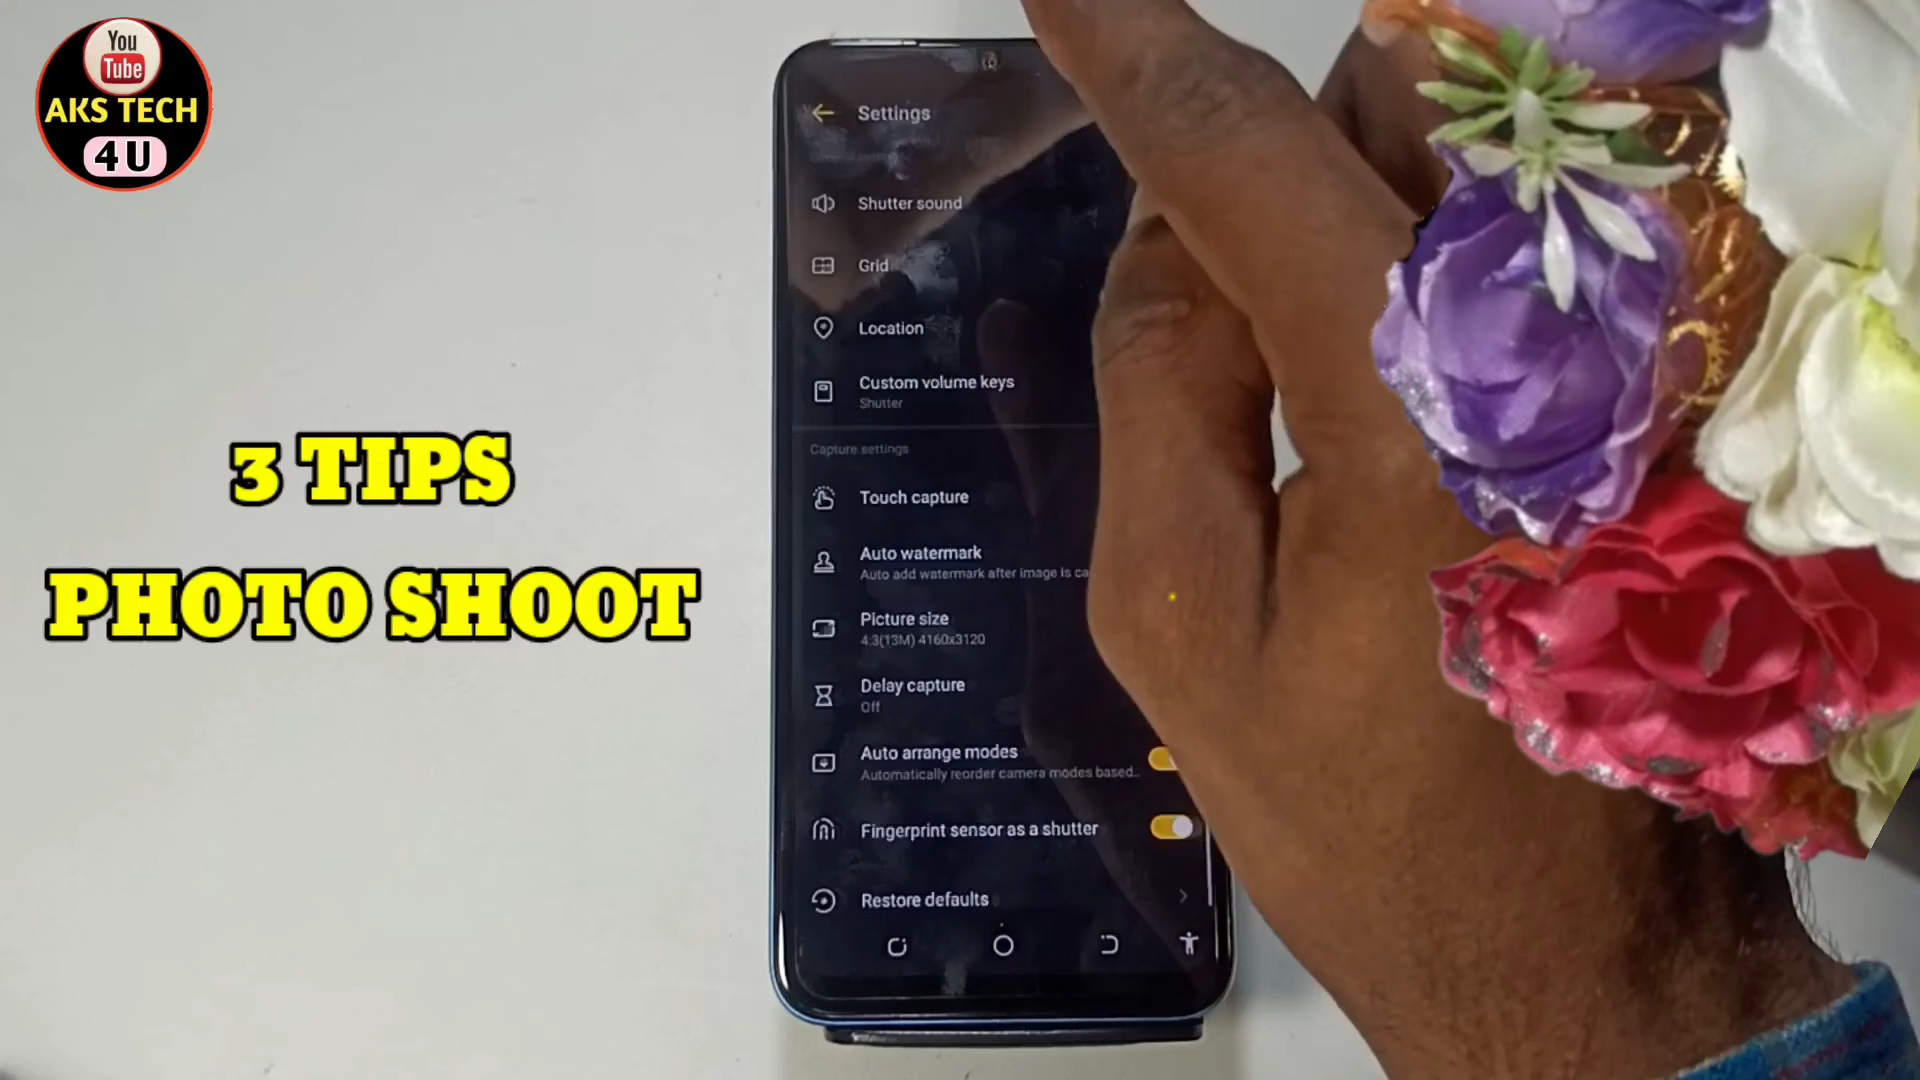 You
Tube
AKS TECH
4 U
3 TIPS
PHOTO SHOOT
Settings
Shutter sound
Grid
Location
Custom volume keys
Shutter
Capture settings
Touch capture
Auto watermark
Auto add watermark after image is ca
Picture size
4:3(13M) 4160x3120
Delay capture
Off
Auto arrange modes
Automatically reorder camera modes based..
Fingerprint sensor as a shutter
Restore defaults